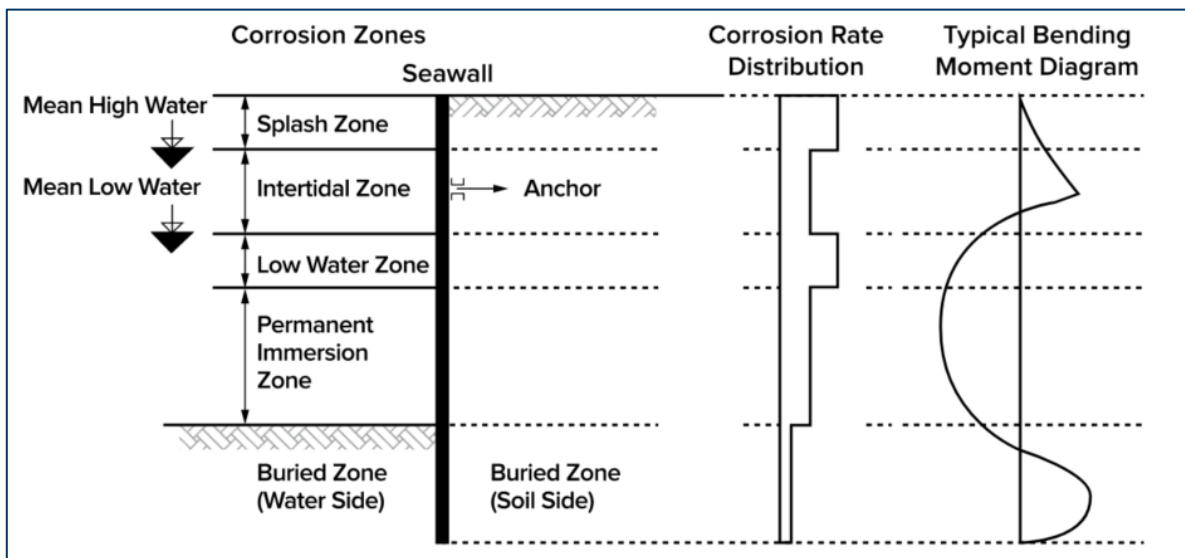 Corrosion Zones
Corrosion Rate
Distribution
Typical Bending
Moment Diagram
Seawall
Mean High Water
Splash Zone
Mean Low Water
Intertidal Zone
Anchor
Low Water Zone
Permanent
Immersion
Zone
Buried Zone
(Water Side)
Buried Zone
(Soil Side)